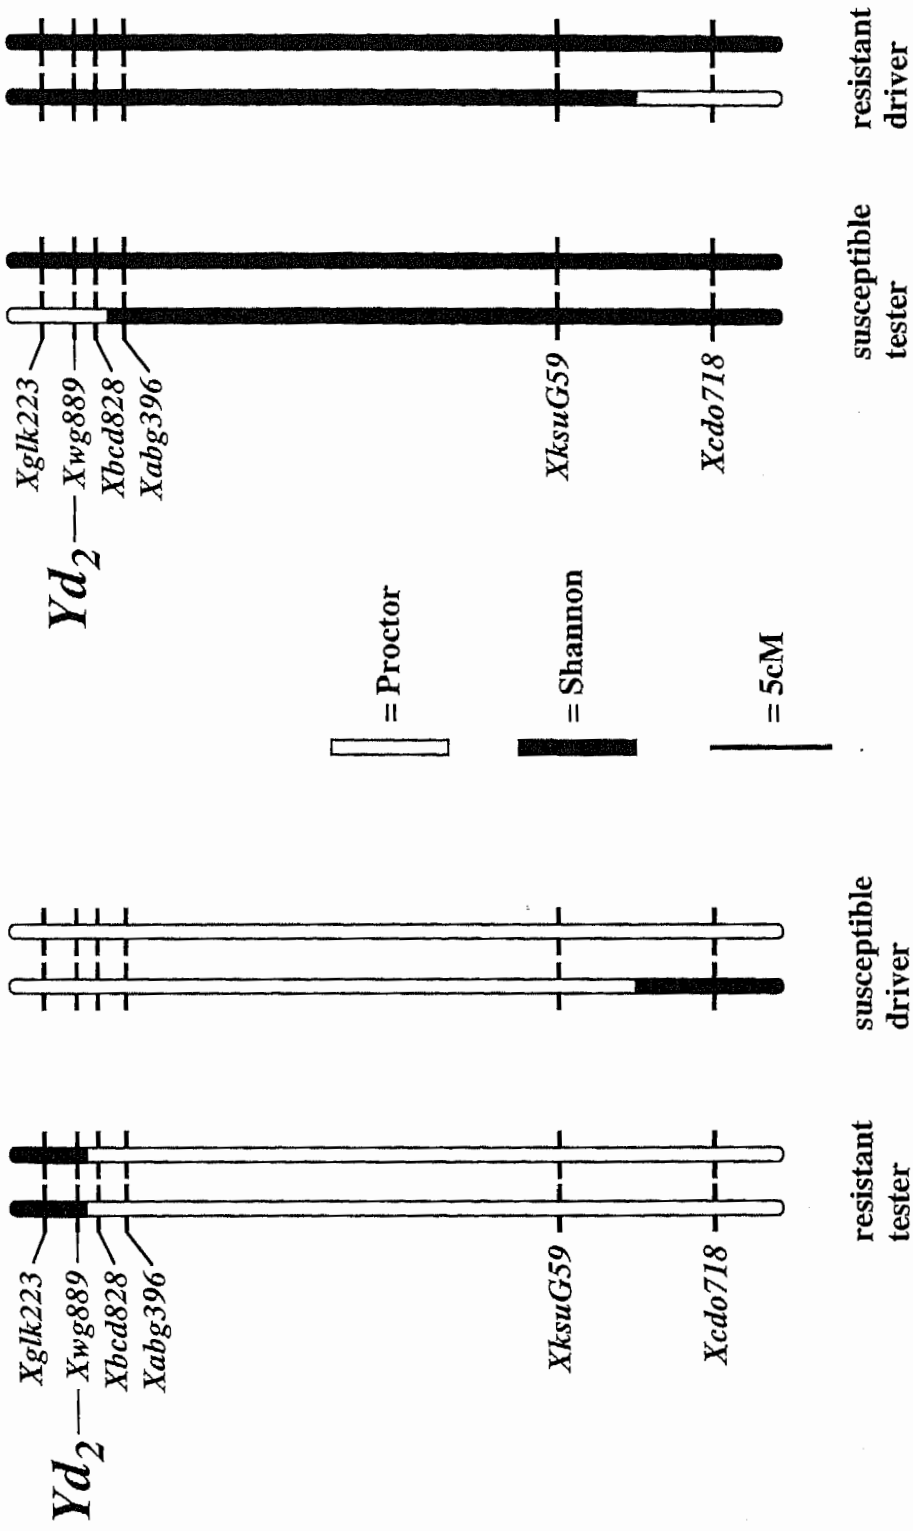 Yd2
Xglk223
Xwg889
Xbcd828
Xabg396
XksuG59
Xcdo718
resistant
tester
susceptible
driver
= Proctor
= Shannon
= 5cM
Yd2
Xglk223
Xwg889
Xbcd828
Xabg396
XksuG59
Xcdo718
susceptible
tester
resistant
driver